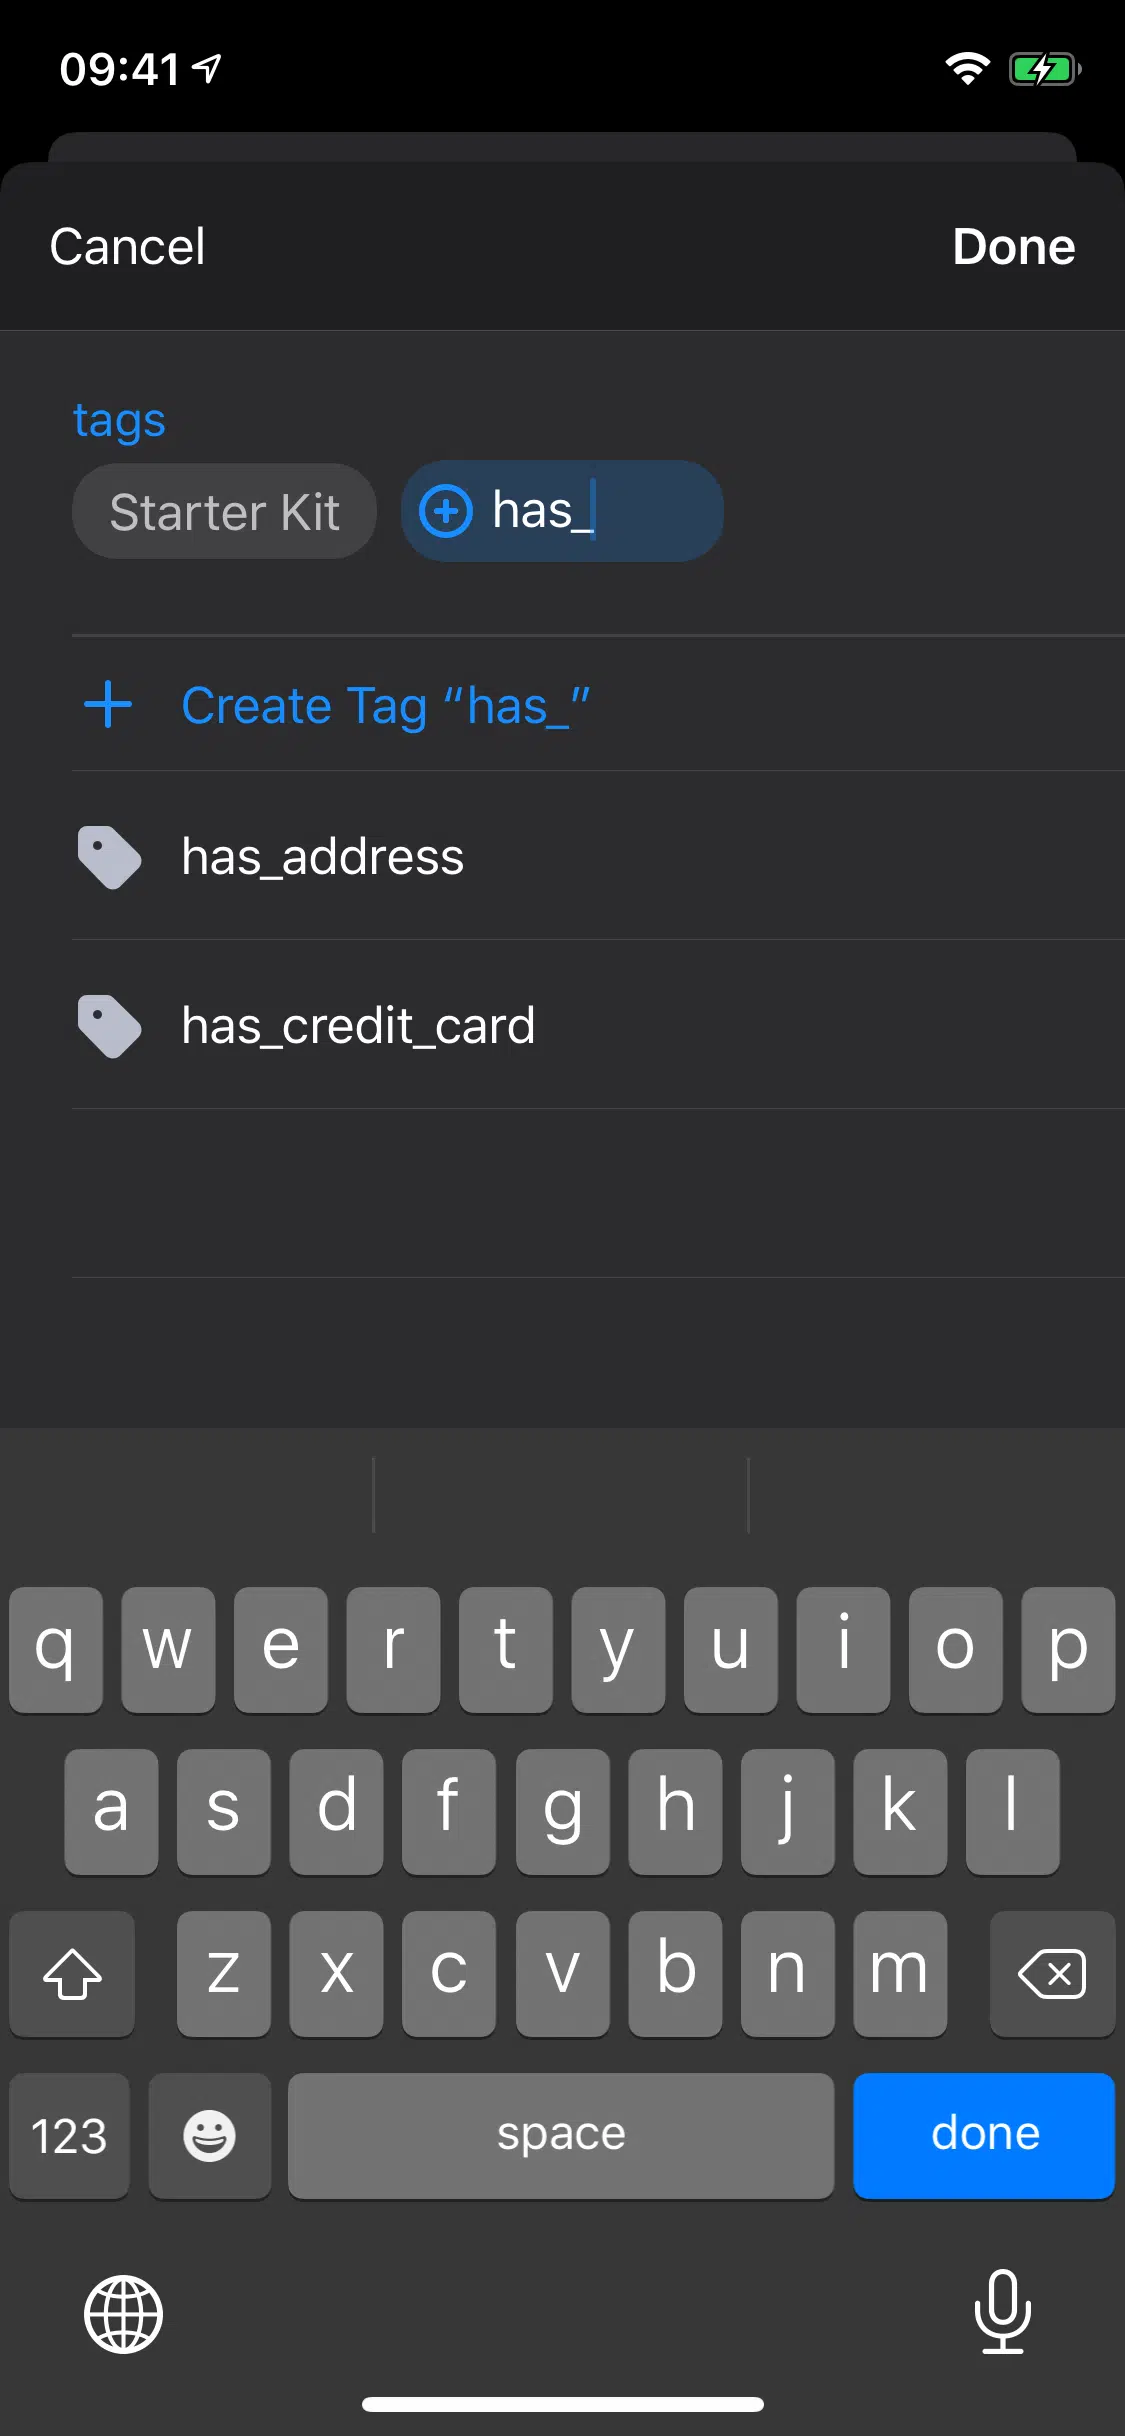 09:41
Cancel Done
tags
Starter Kit has_
Create Tag “has_”
has_address
has_credit_card
q w e r t y u i o p
a s d f g h j k l
z x c v b n m
123 space done